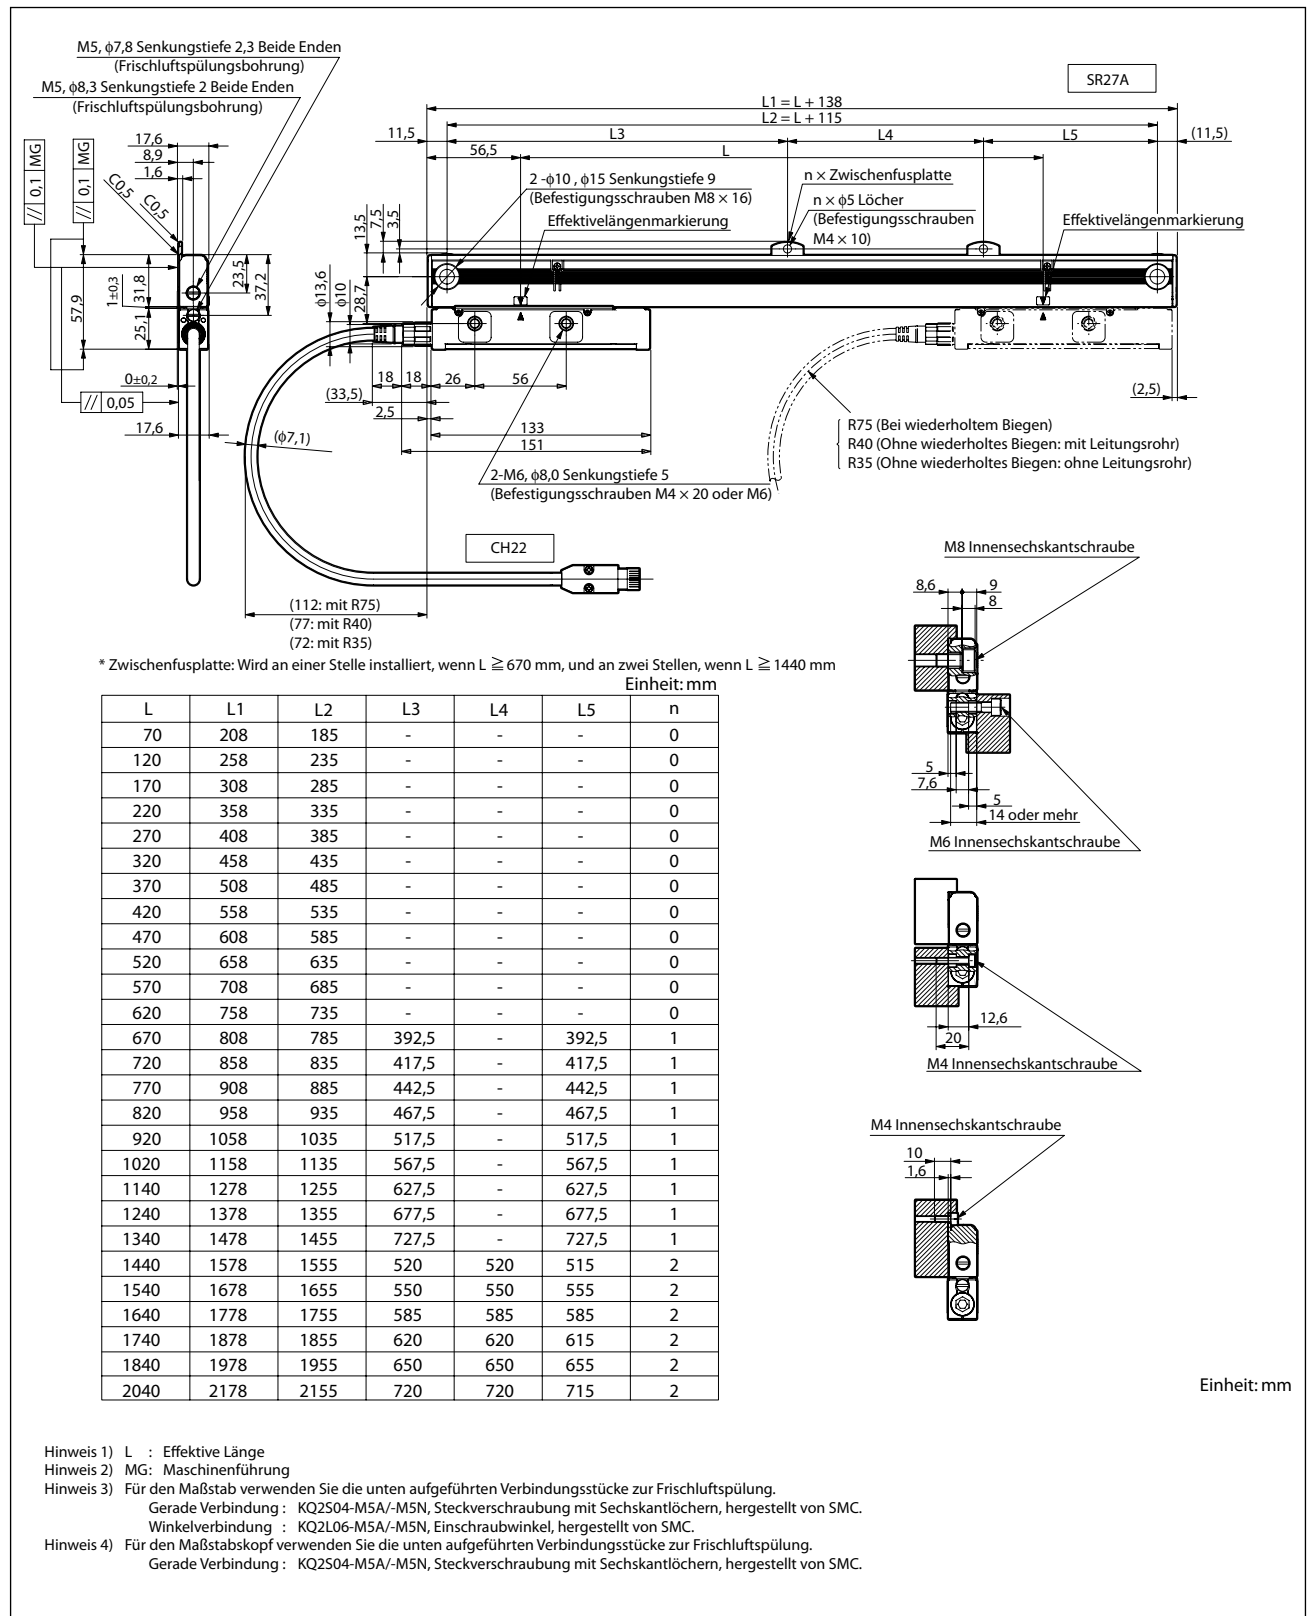 M5, ϕ7,8 Senkungstiefe 2,3 Beide Enden
(Frischluftspülungsbohrung)
M5, ϕ8,3 Senkungstiefe 2 Beide Enden
(Frischluftspülungsbohrung)
SR27A
L1 = L + 138
L2 = L + 115
11,5
L3
L4
L5
(11,5)
56,5
L
17,6
8,9
1,6
// 0,1 MG
// 0,1 MG
C0,5
C0,5
2 -ϕ10 , ϕ15 Senkungstiefe 9
(Befestigungsschrauben M8 × 16)
Effektivelängenmarkierung
n × Zwischenfusplatte
n × ϕ5 Löcher
(Befestigungsschrauben
M4 × 10)
Effektivelängenmarkierung
13,5
7,5
3,5
57,9
1±0,3
31,8
25,1
23,5
37,2
ϕ13,6
ϕ10
28,7
0±0,2
// 0,05
17,6
18
18
26
56
(33,5)
2,5
133
151
(ϕ7,1)
(2,5)
R75 (Bei wiederholtem Biegen)
R40 (Ohne wiederholtes Biegen: mit Leitungsrohr)
R35 (Ohne wiederholtes Biegen: ohne Leitungsrohr)
2-M6, ϕ8,0 Senkungstiefe 5
(Befestigungsschrauben M4 × 20 oder M6)
CH22
(112: mit R75)
(77: mit R40)
(72: mit R35)
M8 Innensechskantschraube
8,6
9
8
5
7,6
5
14 oder mehr
M6 Innensechskantschraube
12,6
20
M4 Innensechskantschraube
M4 Innensechskantschraube
10
1,6
* Zwischenfusplatte: Wird an einer Stelle installiert, wenn L ≧ 670 mm, und an zwei Stellen, wenn L ≧ 1440 mm
Einheit: mm
L L1 L2 L3 L4 L5 n
70 208 185 - - - 0
120 258 235 - - - 0
170 308 285 - - - 0
220 358 335 - - - 0
270 408 385 - - - 0
320 458 435 - - - 0
370 508 485 - - - 0
420 558 535 - - - 0
470 608 585 - - - 0
520 658 635 - - - 0
570 708 685 - - - 0
620 758 735 - - - 0
670 808 785 392,5 - 392,5 1
720 858 835 417,5 - 417,5 1
770 908 885 442,5 - 442,5 1
820 958 935 467,5 - 467,5 1
920 1058 1035 517,5 - 517,5 1
1020 1158 1135 567,5 - 567,5 1
1140 1278 1255 627,5 - 627,5 1
1240 1378 1355 677,5 - 677,5 1
1340 1478 1455 727,5 - 727,5 1
1440 1578 1555 520 520 515 2
1540 1678 1655 550 550 555 2
1640 1778 1755 585 585 585 2
1740 1878 1855 620 620 615 2
1840 1978 1955 650 650 655 2
2040 2178 2155 720 720 715 2
Einheit: mm
Hinweis 1) L : Effektive Länge
Hinweis 2) MG: Maschinenführung
Hinweis 3) Für den Maßstab verwenden Sie die unten aufgeführten Verbindungsstücke zur Frischluftspülung.
Gerade Verbindung : KQ2S04-M5A/-M5N, Steckverschraubung mit Sechskantlöchern, hergestellt von SMC.
Winkelverbindung : KQ2L06-M5A/-M5N, Einschraubwinkel, hergestellt von SMC.
Hinweis 4) Für den Maßstabskopf verwenden Sie die unten aufgeführten Verbindungsstücke zur Frischluftspülung.
Gerade Verbindung : KQ2S04-M5A/-M5N, Steckverschraubung mit Sechskantlöchern, hergestellt von SMC.